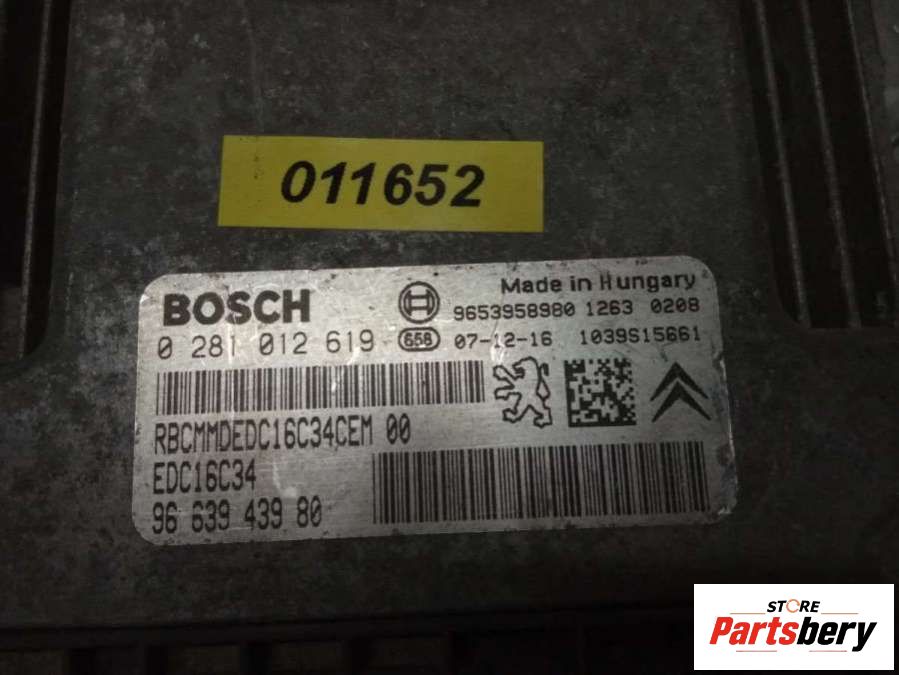 011652
BOSCH
Made in Hungary
9653958980 1263 0208
0 281 012 619 658 07-12-16 1039S15661
RBCMMDEDC16C34CEM 00
EDC16C34
96 639 439 80
STORE
Partsbery